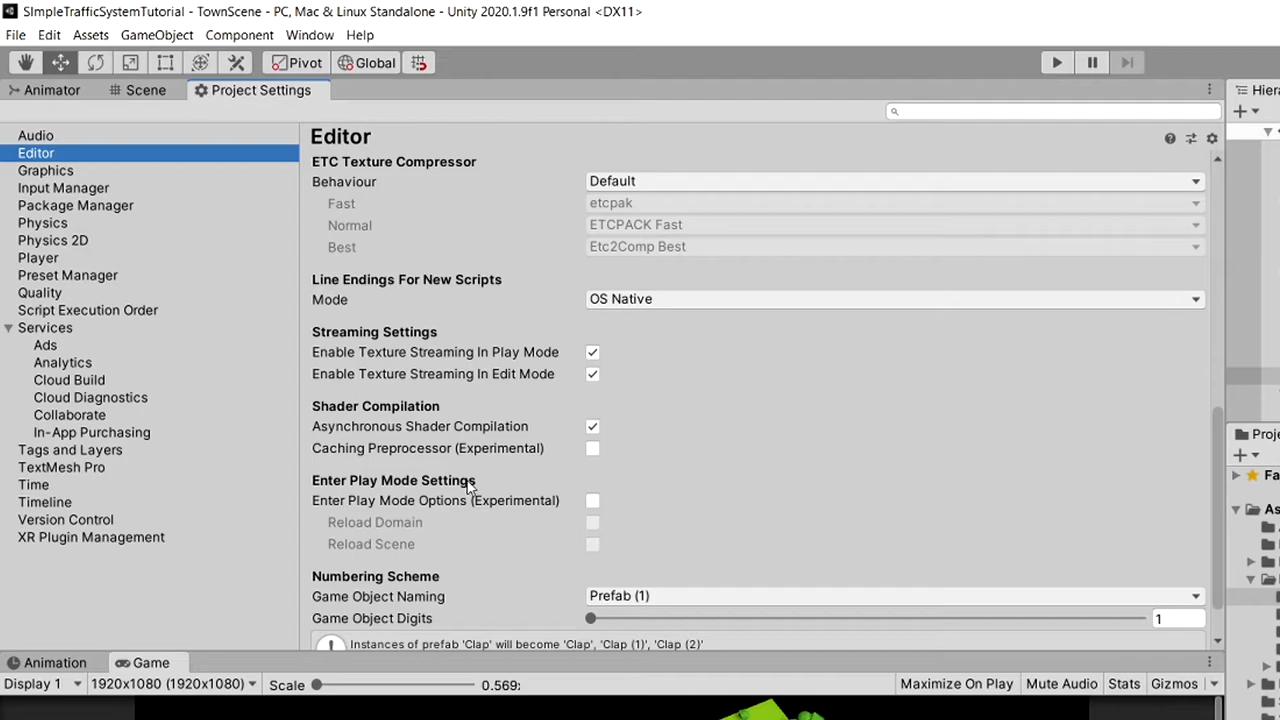 SImpleTrafficSystemTutorial - TownScene - PC, Mac & Linux Standalone - Unity 2020.1.9f1 Personal <DX11>
File Edit Assets GameObject Component Window Help
Pivot Global
Animator Scene Project Settings
Audio
Editor
Graphics
Input Manager
Package Manager
Physics
Physics 2D
Player
Preset Manager
Quality
Script Execution Order
Services
Ads
Analytics
Cloud Build
Cloud Diagnostics
Collaborate
In-App Purchasing
Tags and Layers
TextMesh Pro
Time
Timeline
Version Control
XR Plugin Management
Editor
ETC Texture Compressor
Behaviour Default
Fast etcpak
Normal ETCPACK Fast
Best Etc2Comp Best
Line Endings For New Scripts
Mode OS Native
Streaming Settings
Enable Texture Streaming In Play Mode
Enable Texture Streaming In Edit Mode
Shader Compilation
Asynchronous Shader Compilation
Caching Preprocessor (Experimental)
Enter Play Mode Settings
Enter Play Mode Options (Experimental)
Reload Domain
Reload Scene
Numbering Scheme
Game Object Naming Prefab (1)
Game Object Digits 1
Instances of prefab 'Clap' will become 'Clap', 'Clap (1)', 'Clap (2)'
Hiera
Proje
Fa
As
Animation Game
Display 1 1920x1080 (1920x1080) Scale 0.569: Maximize On Play Mute Audio Stats Gizmos